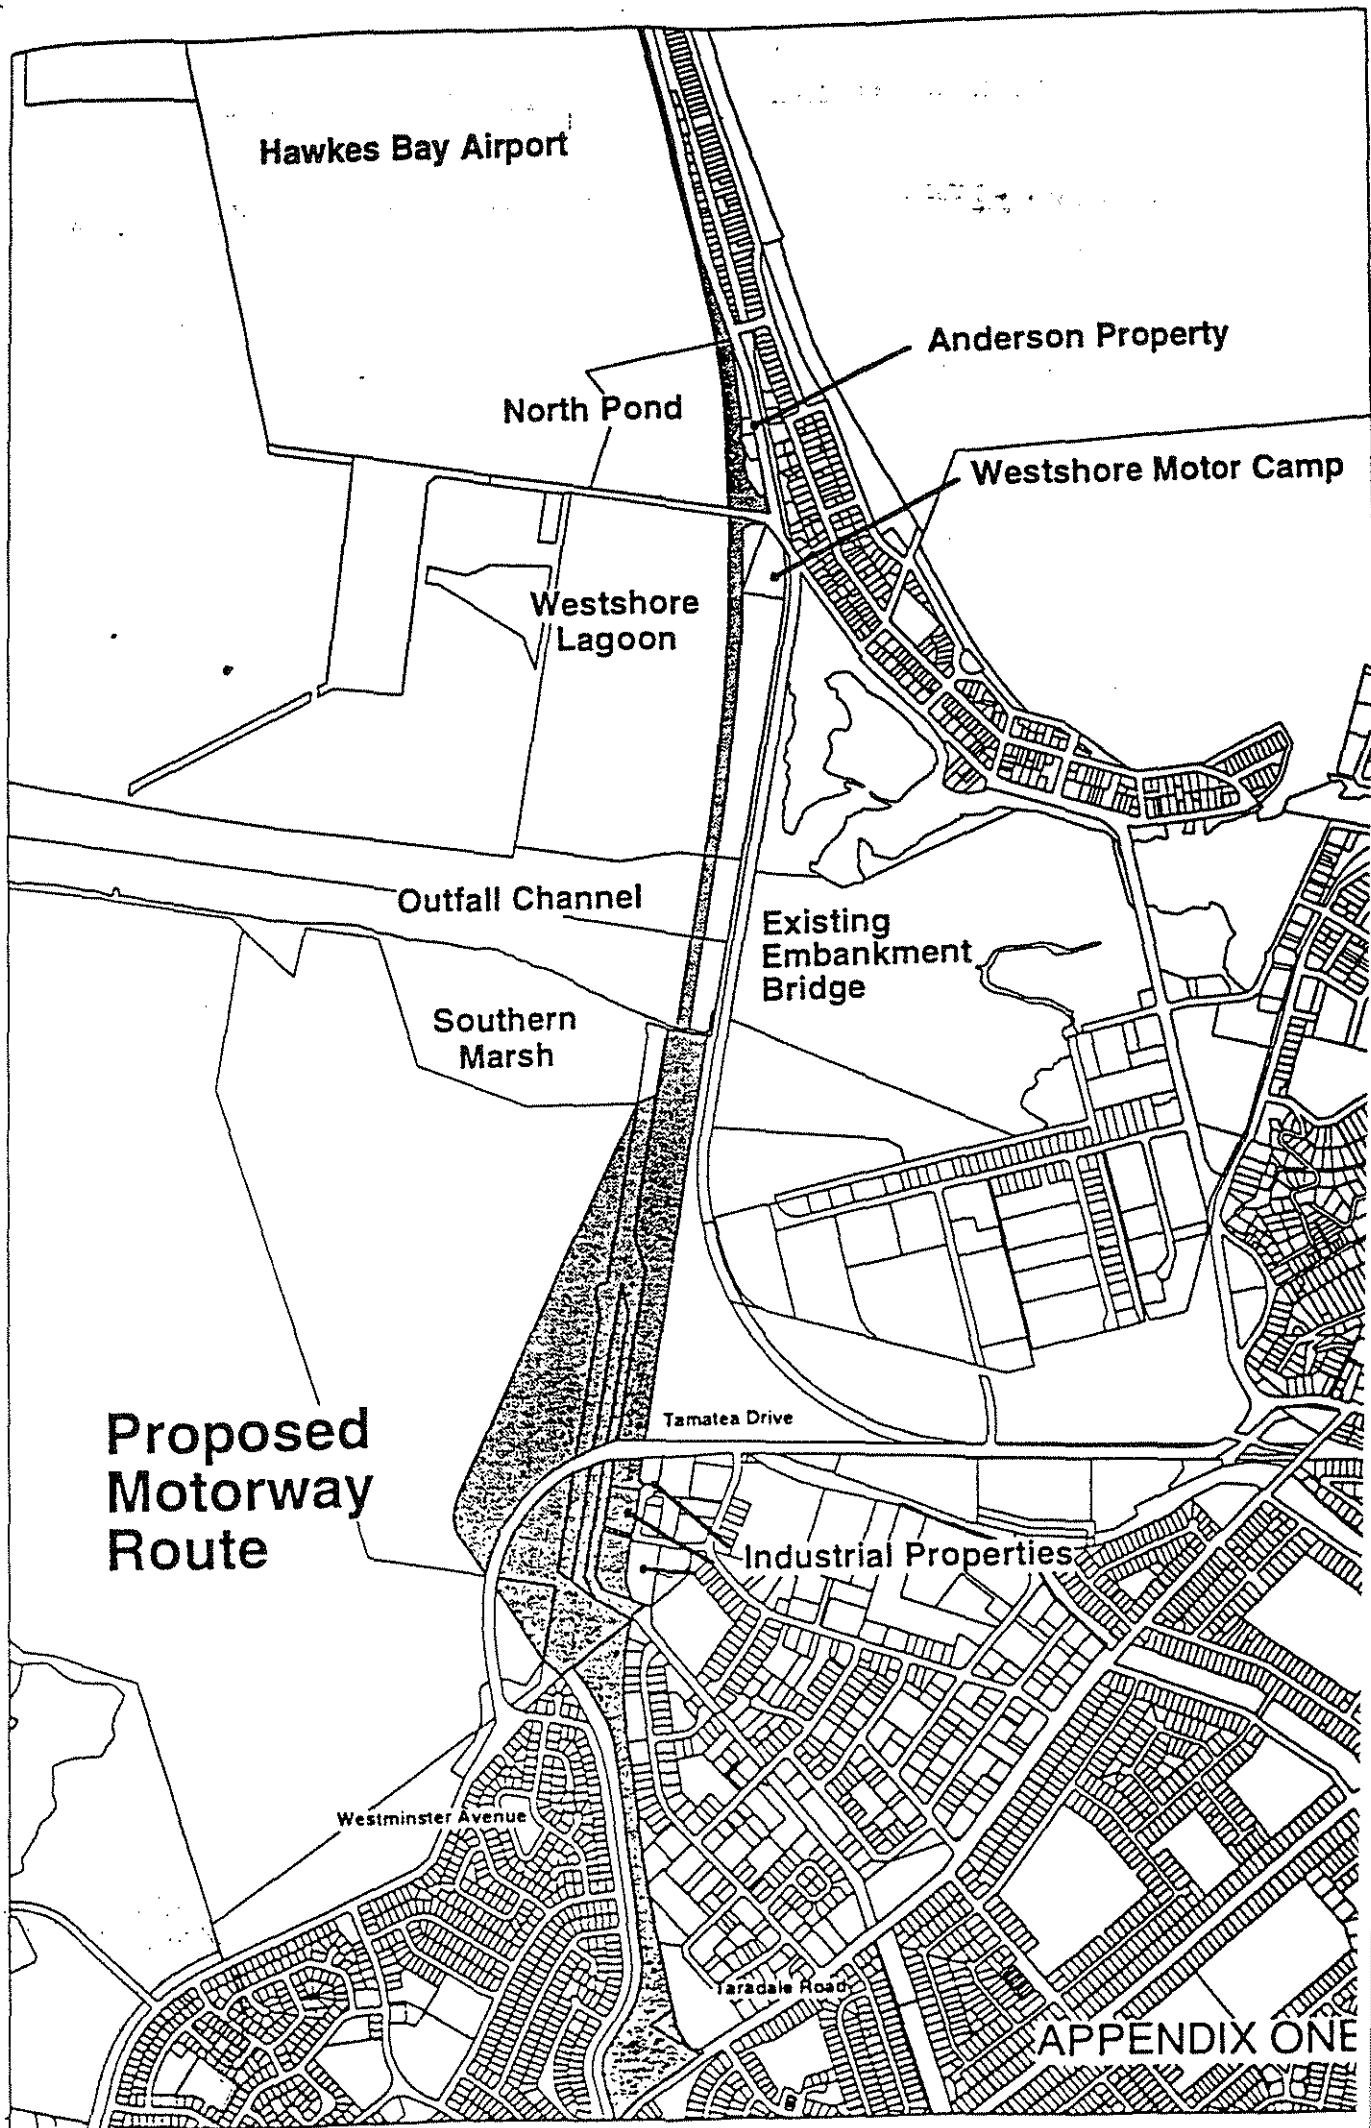 Hawkes Bay Airport
Anderson Property
North Pond
Westshore Motor Camp
Westshore
Lagoon
Outfall Channel
Existing
Embankment
Bridge
Southern
Marsh
Proposed
Motorway
Route
Tamatea Drive
Industrial Properties
Westminster Avenue
Taradale Road
APPENDIX ONE